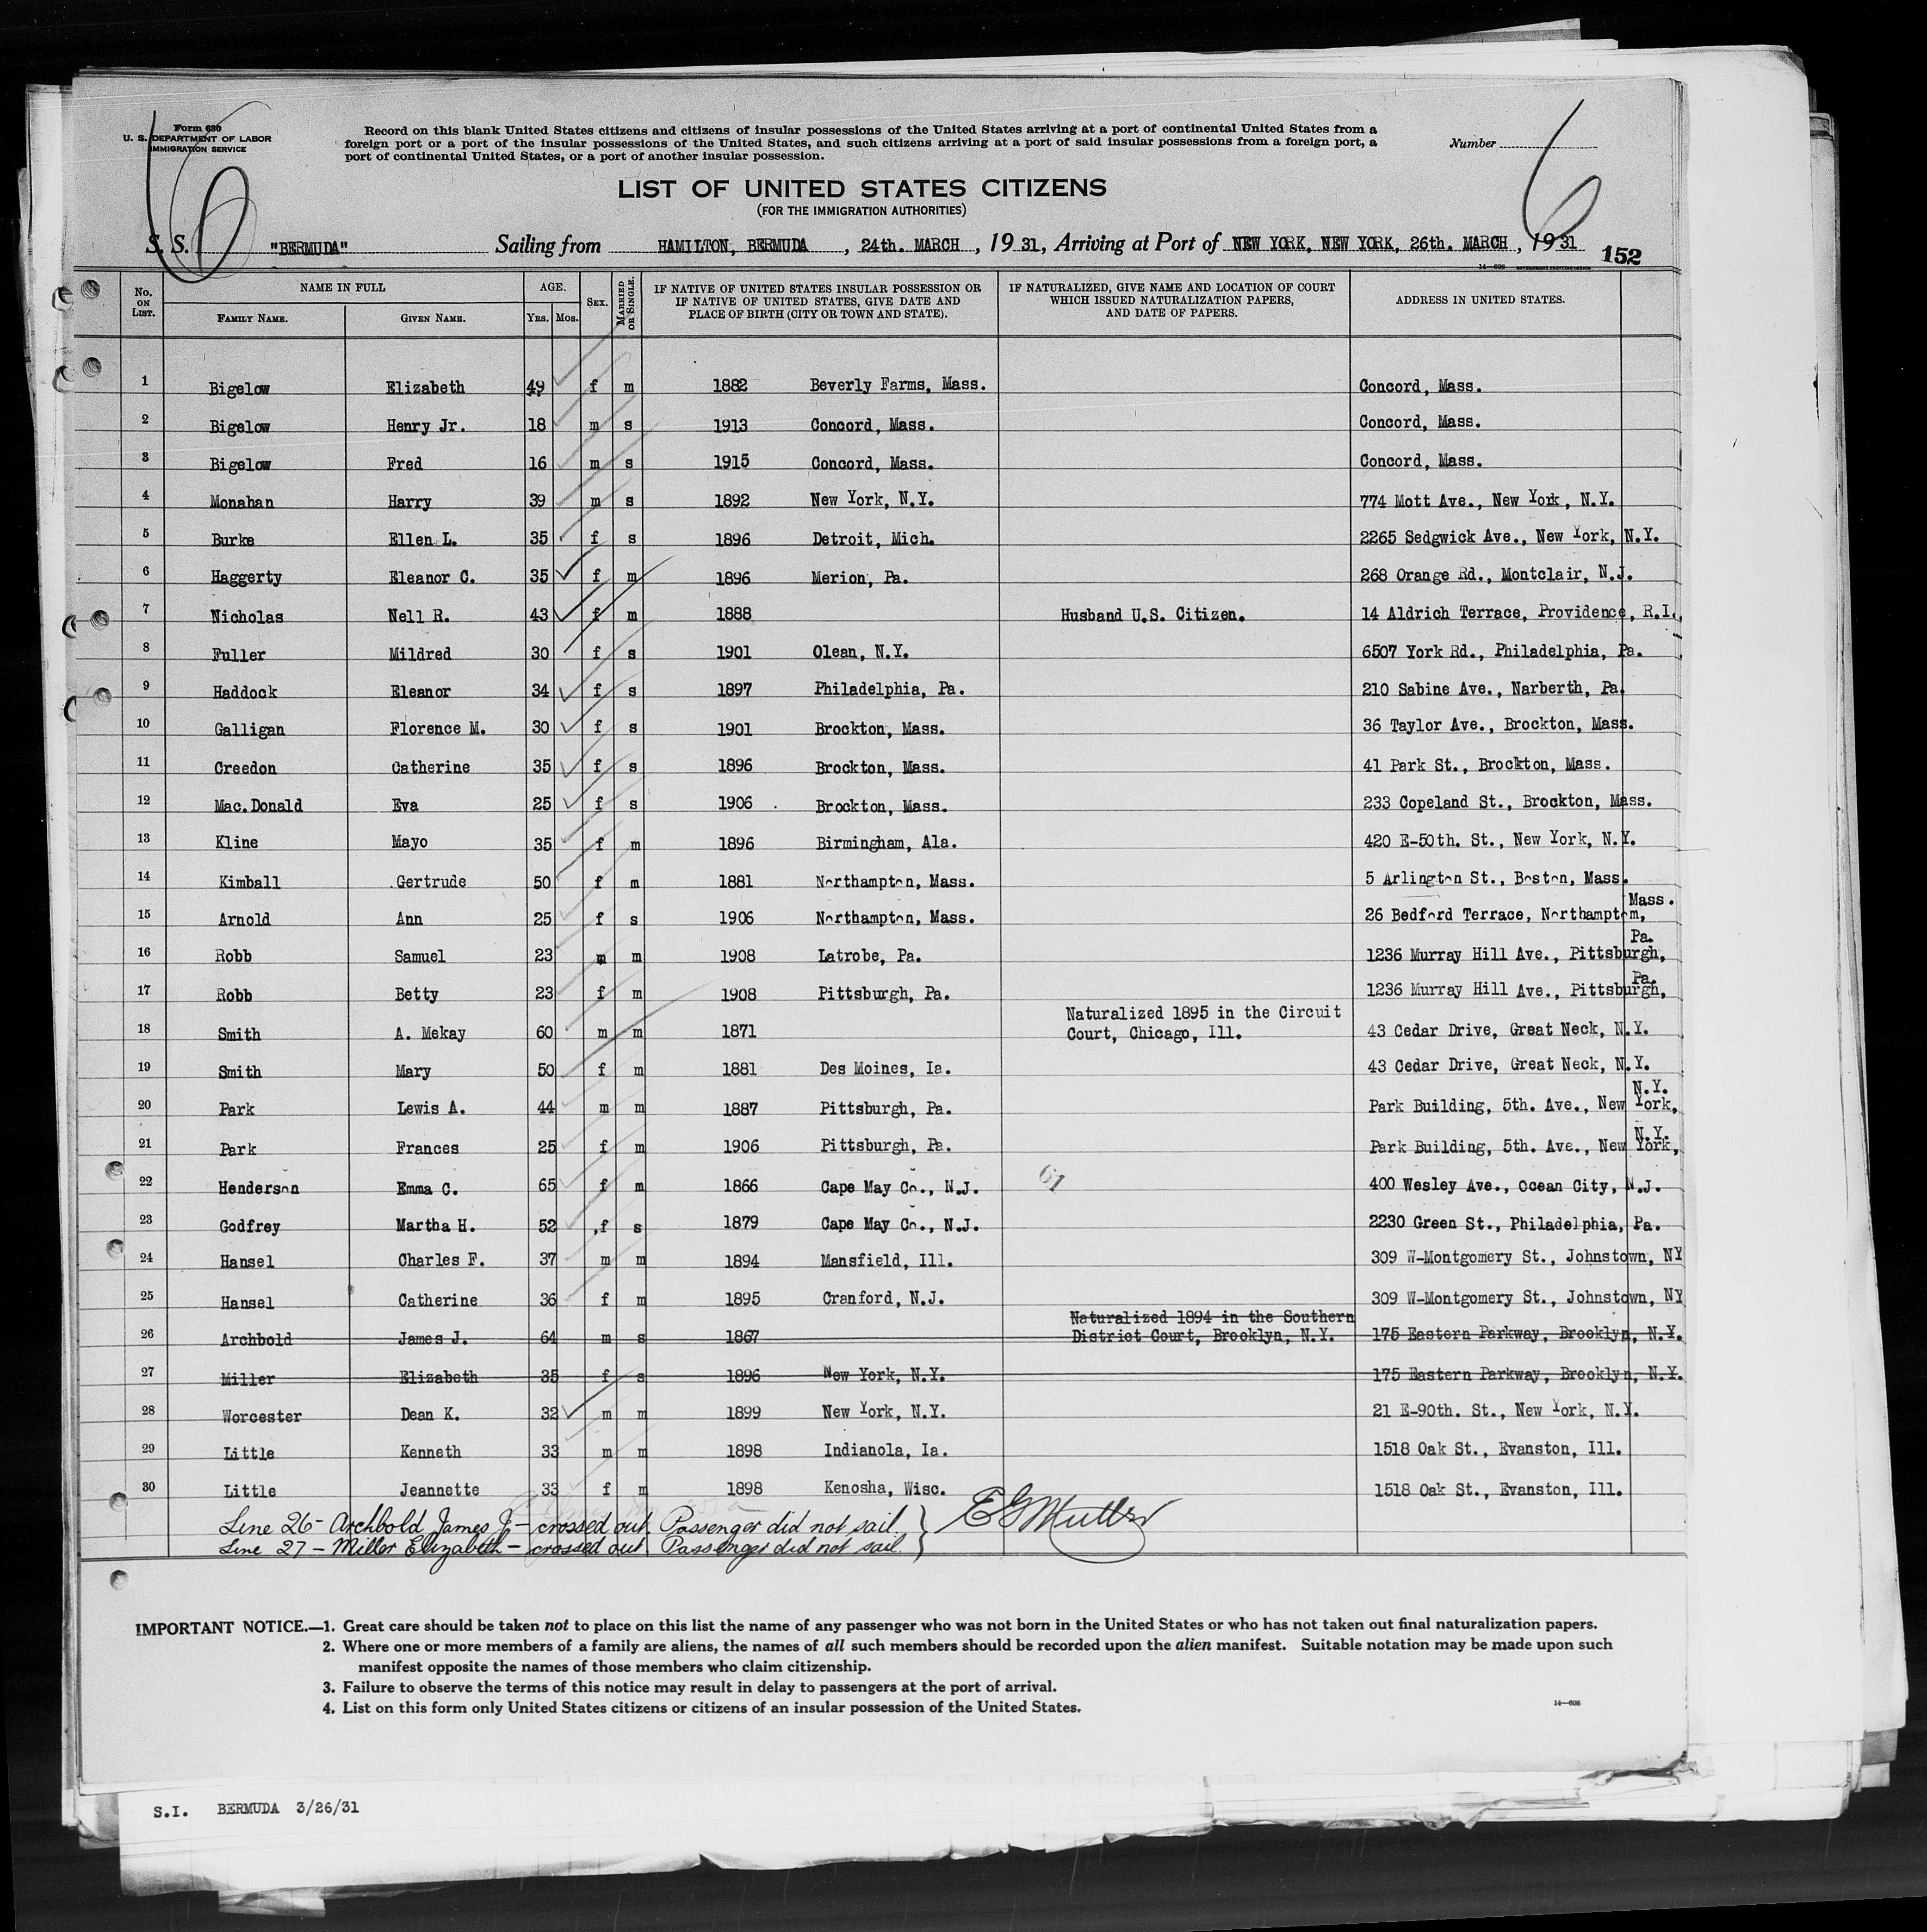 Form 630
U. S. DEPARTMENT OF LABOR
IMMIGRATION SERVICE
Record on this blank United States citizens and citizens of insular possessions of the United States arriving at a port of continental United States from a
foreign port or a port of the insular possessions of the United States, and such citizens arriving at a port of said insular possessions from a foreign port, a
port of continental United States, or a port of another insular possession.
Number
6
6
LIST OF UNITED STATES CITIZENS
(FOR THE IMMIGRATION AUTHORITIES)
S. S. "BERMUDA" Sailing from HAMILTON, BERMUDA, 24th. MARCH, 1931, Arriving at Port of NEW YORK, NEW YORK, 26th. MARCH, 1931
152
No. ON LIST. NAME IN FULL FAMILY NAME. GIVEN NAME. AGE. YRS. MOS. SEX. MARRIED OR SINGLE. IF NATIVE OF UNITED STATES INSULAR POSSESSION OR IF NATIVE OF UNITED STATES, GIVE DATE AND PLACE OF BIRTH (CITY OR TOWN AND STATE). IF NATURALIZED, GIVE NAME AND LOCATION OF COURT WHICH ISSUED NATURALIZATION PAPERS, AND DATE OF PAPERS. ADDRESS IN UNITED STATES.
1 Bigelow Elizabeth 49 f m 1882 Beverly Farms, Mass. Concord, Mass.
2 Bigelow Henry Jr. 18 m s 1913 Concord, Mass. Concord, Mass.
3 Bigelow Fred 16 m s 1915 Concord, Mass. Concord, Mass.
4 Monahan Harry 39 m s 1892 New York, N.Y. 774 Mott Ave., New York, N.Y.
5 Burke Ellen L. 35 f s 1896 Detroit, Mich. 2265 Sedgwick Ave., New York, N.Y.
6 Haggerty Eleanor C. 35 f m 1896 Merion, Pa. 268 Orange Rd., Montclair, N.J.
7 Nicholas Nell R. 43 f m 1888 Husband U.S. Citizen. 14 Aldrich Terrace, Providence, R.I.
8 Fuller Mildred 30 f s 1901 Olean, N.Y. 6507 York Rd., Philadelphia, Pa.
9 Haddock Eleanor 34 f s 1897 Philadelphia, Pa. 210 Sabine Ave., Narberth, Pa.
10 Galligan Florence M. 30 f s 1901 Brockton, Mass. 36 Taylor Ave., Brockton, Mass.
11 Creedon Catherine 35 f s 1896 Brockton, Mass. 41 Park St., Brockton, Mass.
12 Mac.Donald Eva 25 f s 1906 Brockton, Mass. 233 Copeland St., Brockton, Mass.
13 Kline Mayo 35 f m 1896 Birmingham, Ala. 420 E-50th. St., New York, N.Y.
14 Kimball Gertrude 50 f m 1881 Northampton, Mass. 5 Arlington St., Boston, Mass.
15 Arnold Ann 25 f s 1906 Northampton, Mass. 26 Bedford Terrace, Northamptom, Mass.
16 Robb Samuel 23 m m 1908 Latrobe, Pa. 1236 Murray Hill Ave., Pittsburgh, Pa.
17 Robb Betty 23 f m 1908 Pittsburgh, Pa. 1236 Murray Hill Ave., Pittsburgh, Pa.
18 Smith A. Mekay 60 m m 1871 Naturalized 1895 in the Circuit Court, Chicago, Ill. 43 Cedar Drive, Great Neck, N.Y.
19 Smith Mary 50 f m 1881 Des Moines, Ia. 43 Cedar Drive, Great Neck, N.Y.
20 Park Lewis A. 44 m m 1887 Pittsburgh, Pa. Park Building, 5th. Ave., New York, N.Y.
21 Park Frances 25 f m 1906 Pittsburgh, Pa. Park Building, 5th. Ave., New York, N.Y.
22 Henderson Emma C. 65 f m 1866 Cape May Co., N.J. 61 400 Wesley Ave., Ocean City, N.J.
23 Godfrey Martha H. 52 f s 1879 Cape May Co., N.J. 2230 Green St., Philadelphia, Pa.
24 Hansel Charles F. 37 m m 1894 Mansfield, Ill. 309 W-Montgomery St., Johnstown, NY
25 Hansel Catherine 36 f m 1895 Cranford, N.J. 309 W-Montgomery St., Johnstown, NY
26 Archbold James J. 64 m s 1867 Naturalized 1894 in the Southern District Court, Brooklyn, N.Y. 175 Eastern Parkway, Brooklyn, N.Y.
27 Miller Elizabeth 35 f s 1896 New York, N.Y. 175 Eastern Parkway, Brooklyn, N.Y.
28 Worcester Dean K. 32 m m 1899 New York, N.Y. 21 E-90th. St., New York, N.Y.
29 Little Kenneth 33 m m 1898 Indianola, Ia. 1518 Oak St., Evanston, Ill.
30 Little Jeannette 33 f m 1898 Kenosha, Wisc. 1518 Oak St., Evanston, Ill.
Line 26 - Archbold James J - crossed out. Passenger did not sail.
Line 27 - Miller Elizabeth - crossed out. Passenger did not sail.
IMPORTANT NOTICE.—1. Great care should be taken not to place on this list the name of any passenger who was not born in the United States or who has not taken out final naturalization papers.
2. Where one or more members of a family are aliens, the names of all such members should be recorded upon the alien manifest. Suitable notation may be made upon such
manifest opposite the names of those members who claim citizenship.
3. Failure to observe the terms of this notice may result in delay to passengers at the port of arrival.
4. List on this form only United States citizens or citizens of an insular possession of the United States.
S.I. BERMUDA 3/26/31